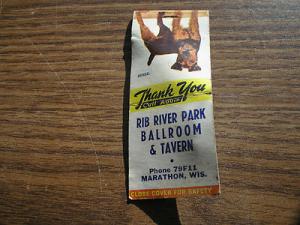 Thank You
Call Again
RIB RIVER PARK
BALLROOM
& TAVERN
Phone 79F11
MARATHON, WIS.
CLOSE COVER FOR SAFETY